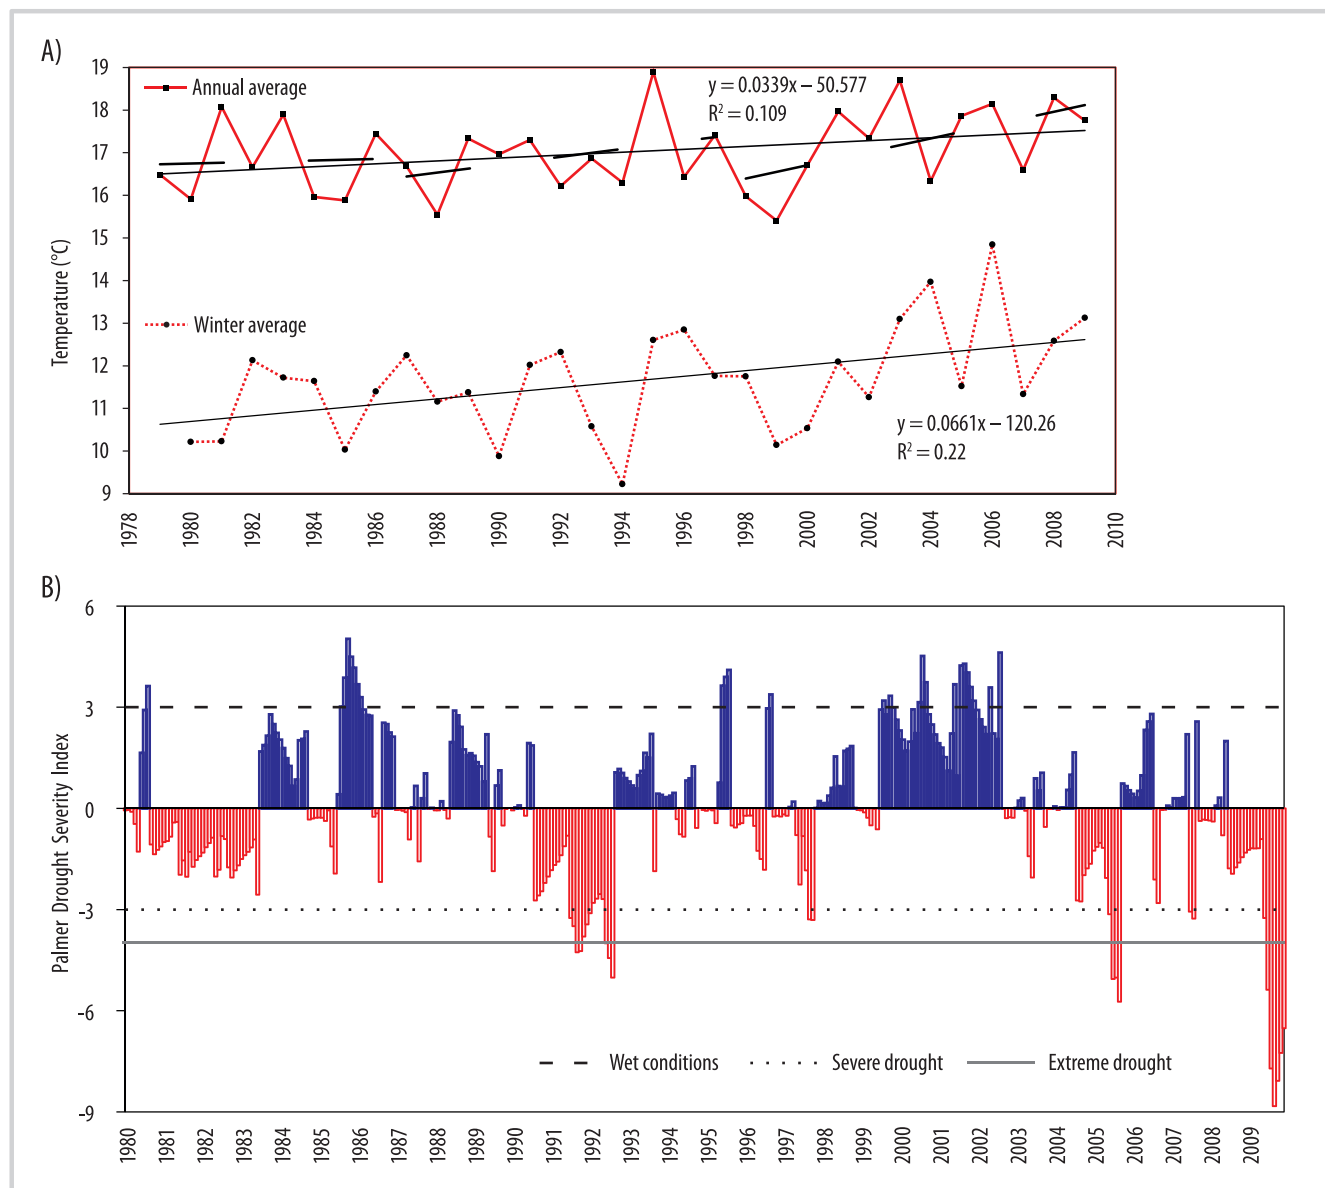 A)
19
Annual average
y = 0.0339x – 50.577
18
R² = 0.109
17
16
15
14
Winter average
13
12
11
y = 0.0661x – 120.26
10
R² = 0.22
9
Temperature (°C)
1978 1980 1982 1984 1986 1988 1990 1992 1994 1996 1998 2000 2002 2004 2006 2008 2010
B)
6
3
0
-3
-6
-9
Palmer Drought Severity Index
Wet conditions Severe drought Extreme drought
1980 1981 1982 1983 1984 1985 1986 1987 1988 1989 1990 1991 1992 1993 1994 1995 1996 1997 1998 1999 2000 2001 2002 2003 2004 2005 2006 2007 2008 2009